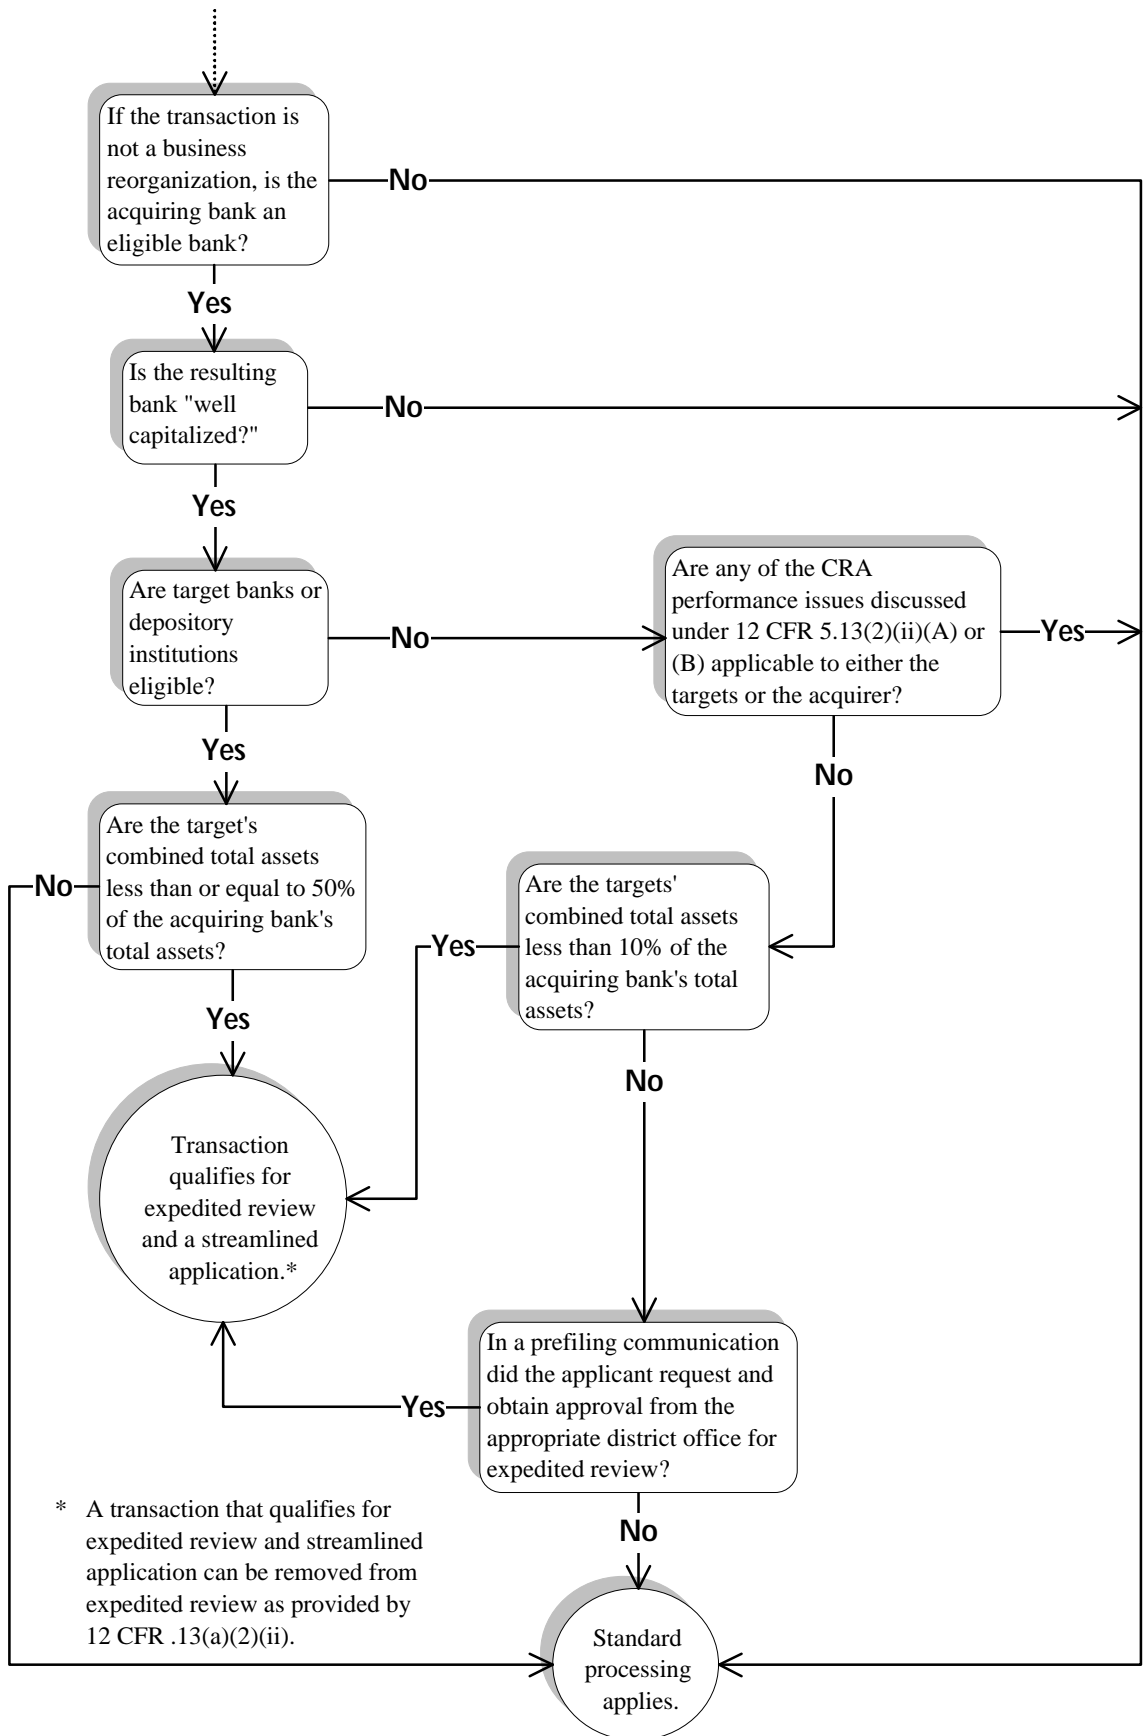 If the transaction is
not a business
reorganization, is the
acquiring bank an
eligible bank?
No
Yes
Is the resulting
bank "well
capitalized?"
No
Yes
Are target banks or
depository
institutions
eligible?
No
Are any of the CRA
performance issues discussed
under 12 CFR 5.13(2)(ii)(A) or
(B) applicable to either the
targets or the acquirer?
Yes
Yes
No
Are the target's
combined total assets
less than or equal to 50%
of the acquiring bank's
total assets?
No
Are the targets'
combined total assets
less than 10% of the
acquiring bank's total
assets?
Yes
Yes
No
Transaction
qualifies for
expedited review
and a streamlined
application.*
In a prefiling communication
did the applicant request and
obtain approval from the
appropriate district office for
expedited review?
Yes
No
* A transaction that qualifies for
expedited review and streamlined
application can be removed from
expedited review as provided by
12 CFR .13(a)(2)(ii).
Standard
processing
applies.